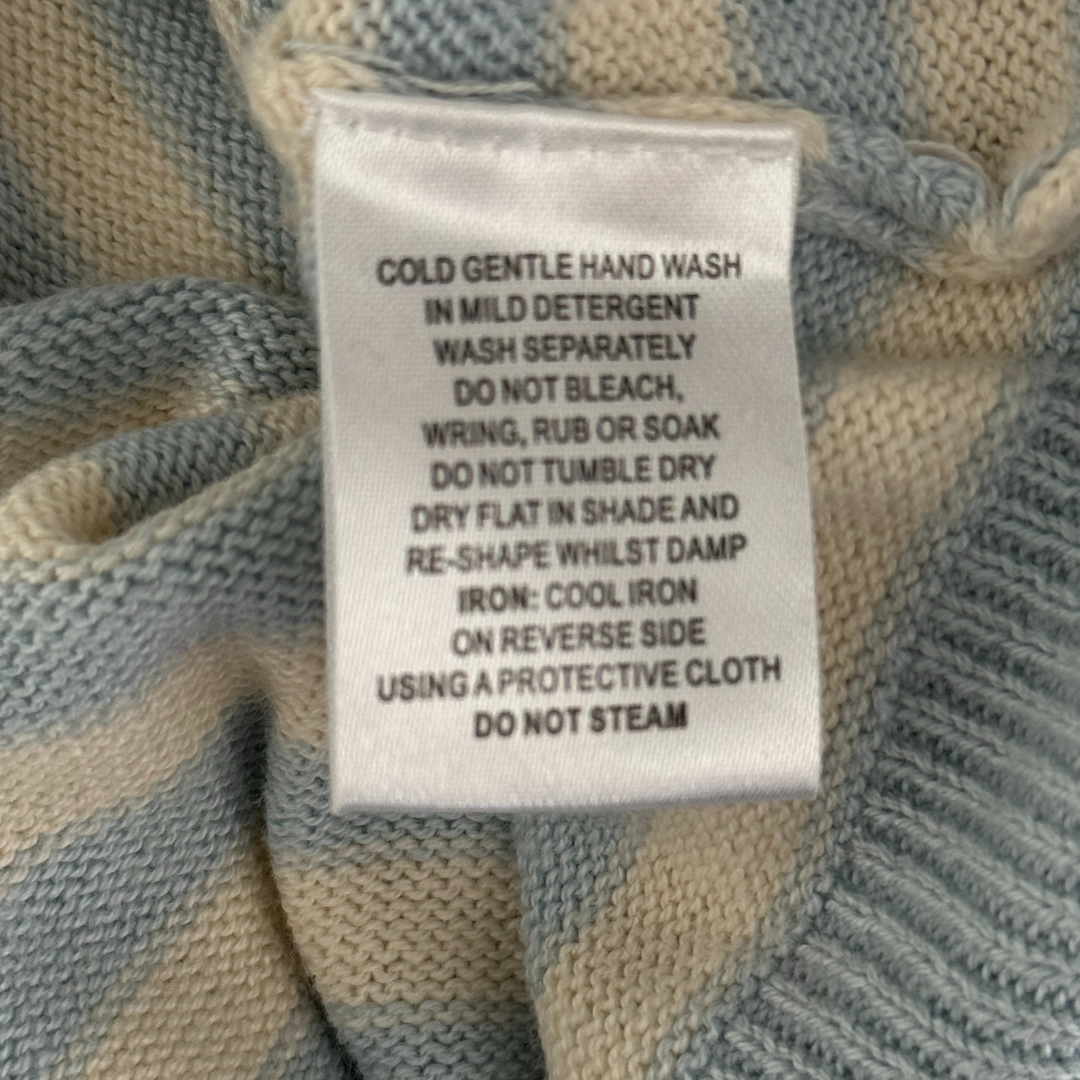 COLD GENTLE HAND WASH
IN MILD DETERGENT
WASH SEPARATELY
DO NOT BLEACH,
WRING, RUB OR SOAK
DO NOT TUMBLE DRY
DRY FLAT IN SHADE AND
RE-SHAPE WHILST DAMP
IRON: COOL IRON
ON REVERSE SIDE
USING A PROTECTIVE CLOTH
DO NOT STEAM